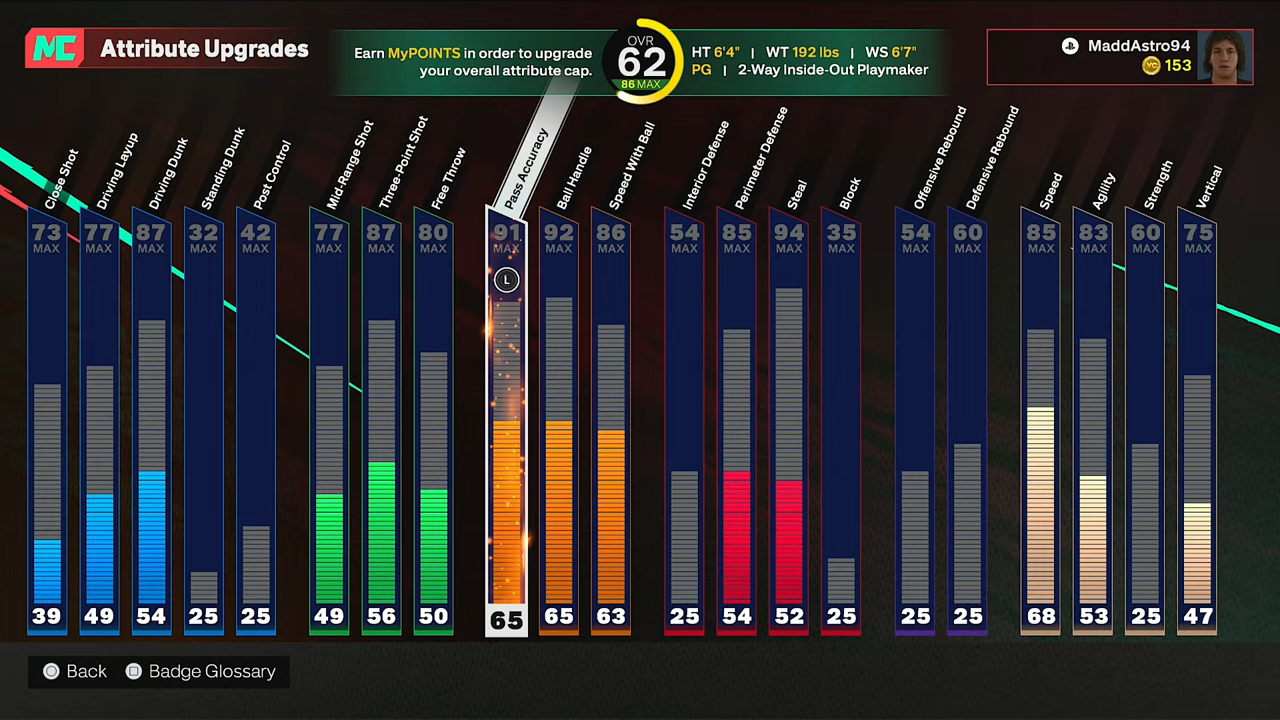 MC Attribute Upgrades
Earn MyPOINTS in order to upgrade
your overall attribute cap.
OVR
62
86 MAX
HT 6'4" | WT 192 lbs | WS 6'7"
PG | 2-Way Inside-Out Playmaker
MaddAstro94
VC 153
Close Shot
Driving Layup
Driving Dunk
Standing Dunk
Post Control
Mid-Range Shot
Three-Point Shot
Free Throw
Pass Accuracy
Ball Handle
Speed With Ball
Interior Defense
Perimeter Defense
Steal
Block
Offensive Rebound
Defensive Rebound
Speed
Agility
Strength
Vertical
73 77 87 32 42 77 87 80 91 92 86 54 85 94 35 54 60 85 83 60 75
MAX MAX MAX MAX MAX MAX MAX MAX MAX MAX MAX MAX MAX MAX MAX MAX MAX MAX MAX MAX MAX
L
39 49 54 25 25 49 56 50 65 65 63 25 54 52 25 25 25 68 53 25 47
Back Badge Glossary